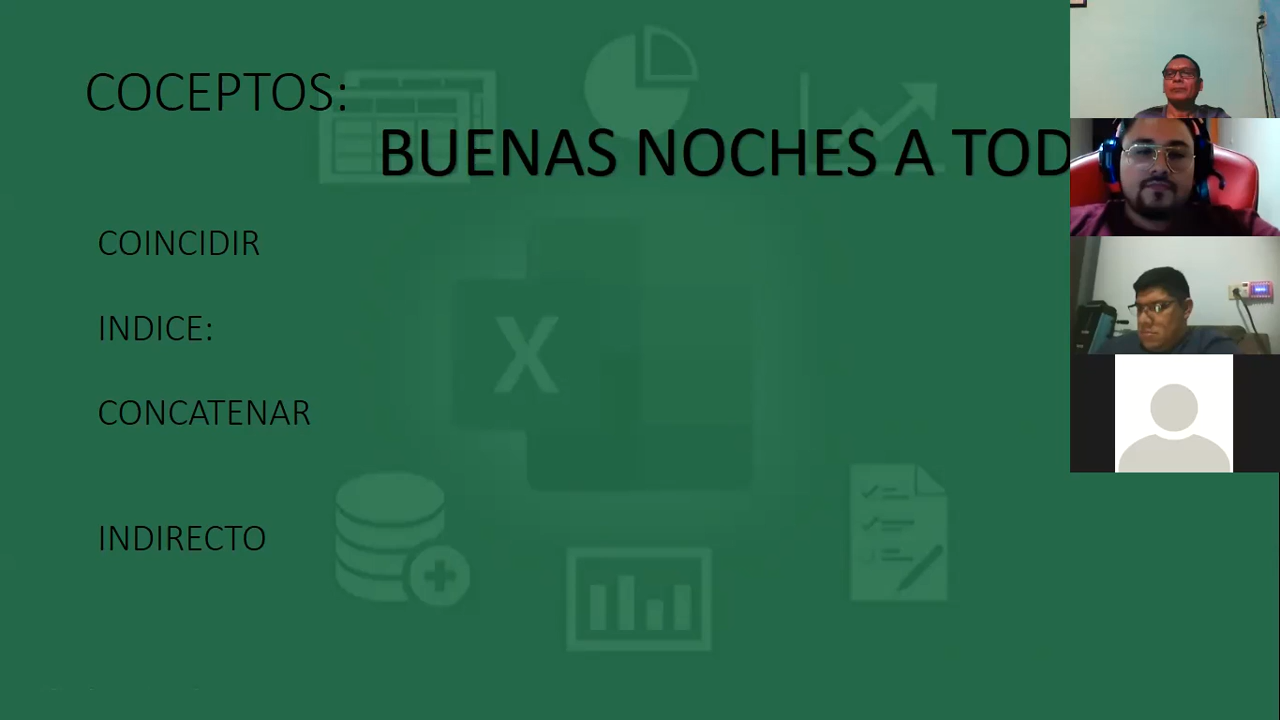 COCEPTOS:
BUENAS NOCHES A TOD
COINCIDIR
INDICE:
X
CONCATENAR
INDIRECTO